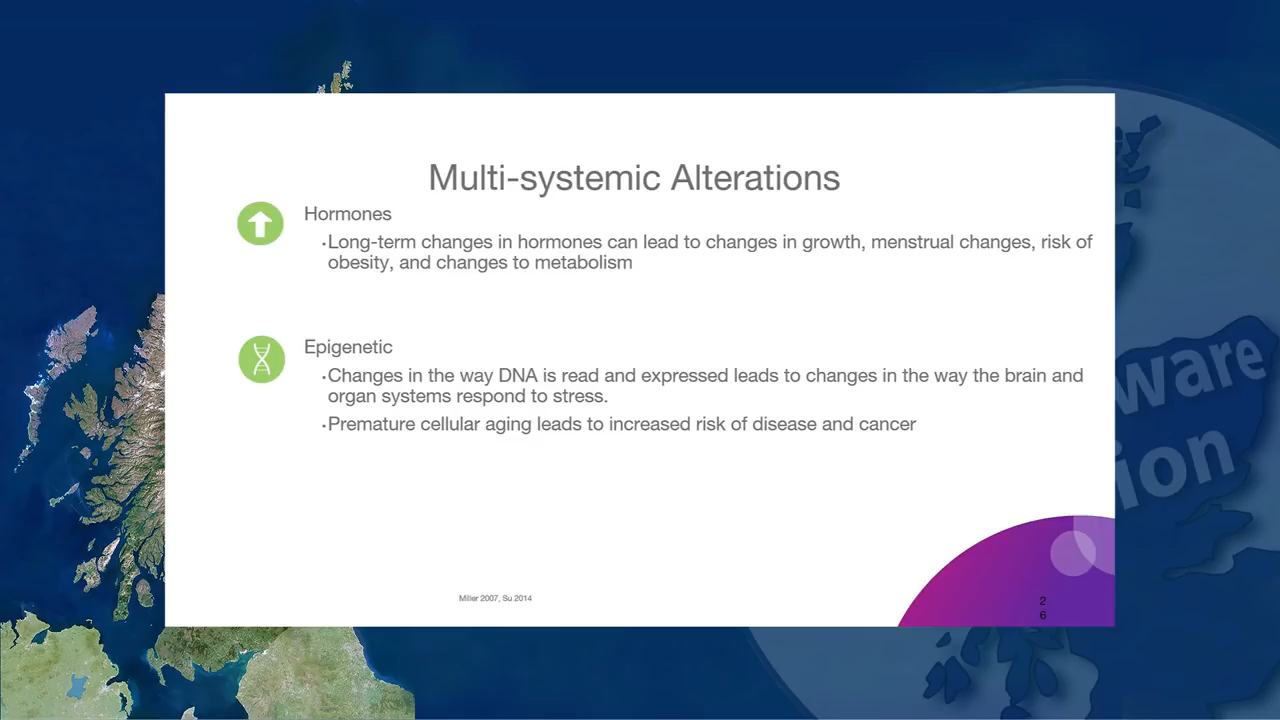 Multi-systemic Alterations
Hormones
·Long-term changes in hormones can lead to changes in growth, menstrual changes, risk of
obesity, and changes to metabolism
Epigenetic
·Changes in the way DNA is read and expressed leads to changes in the way the brain and
organ systems respond to stress.
·Premature cellular aging leads to increased risk of disease and cancer
ware
ion
Miller 2007, Su 2014
2
6